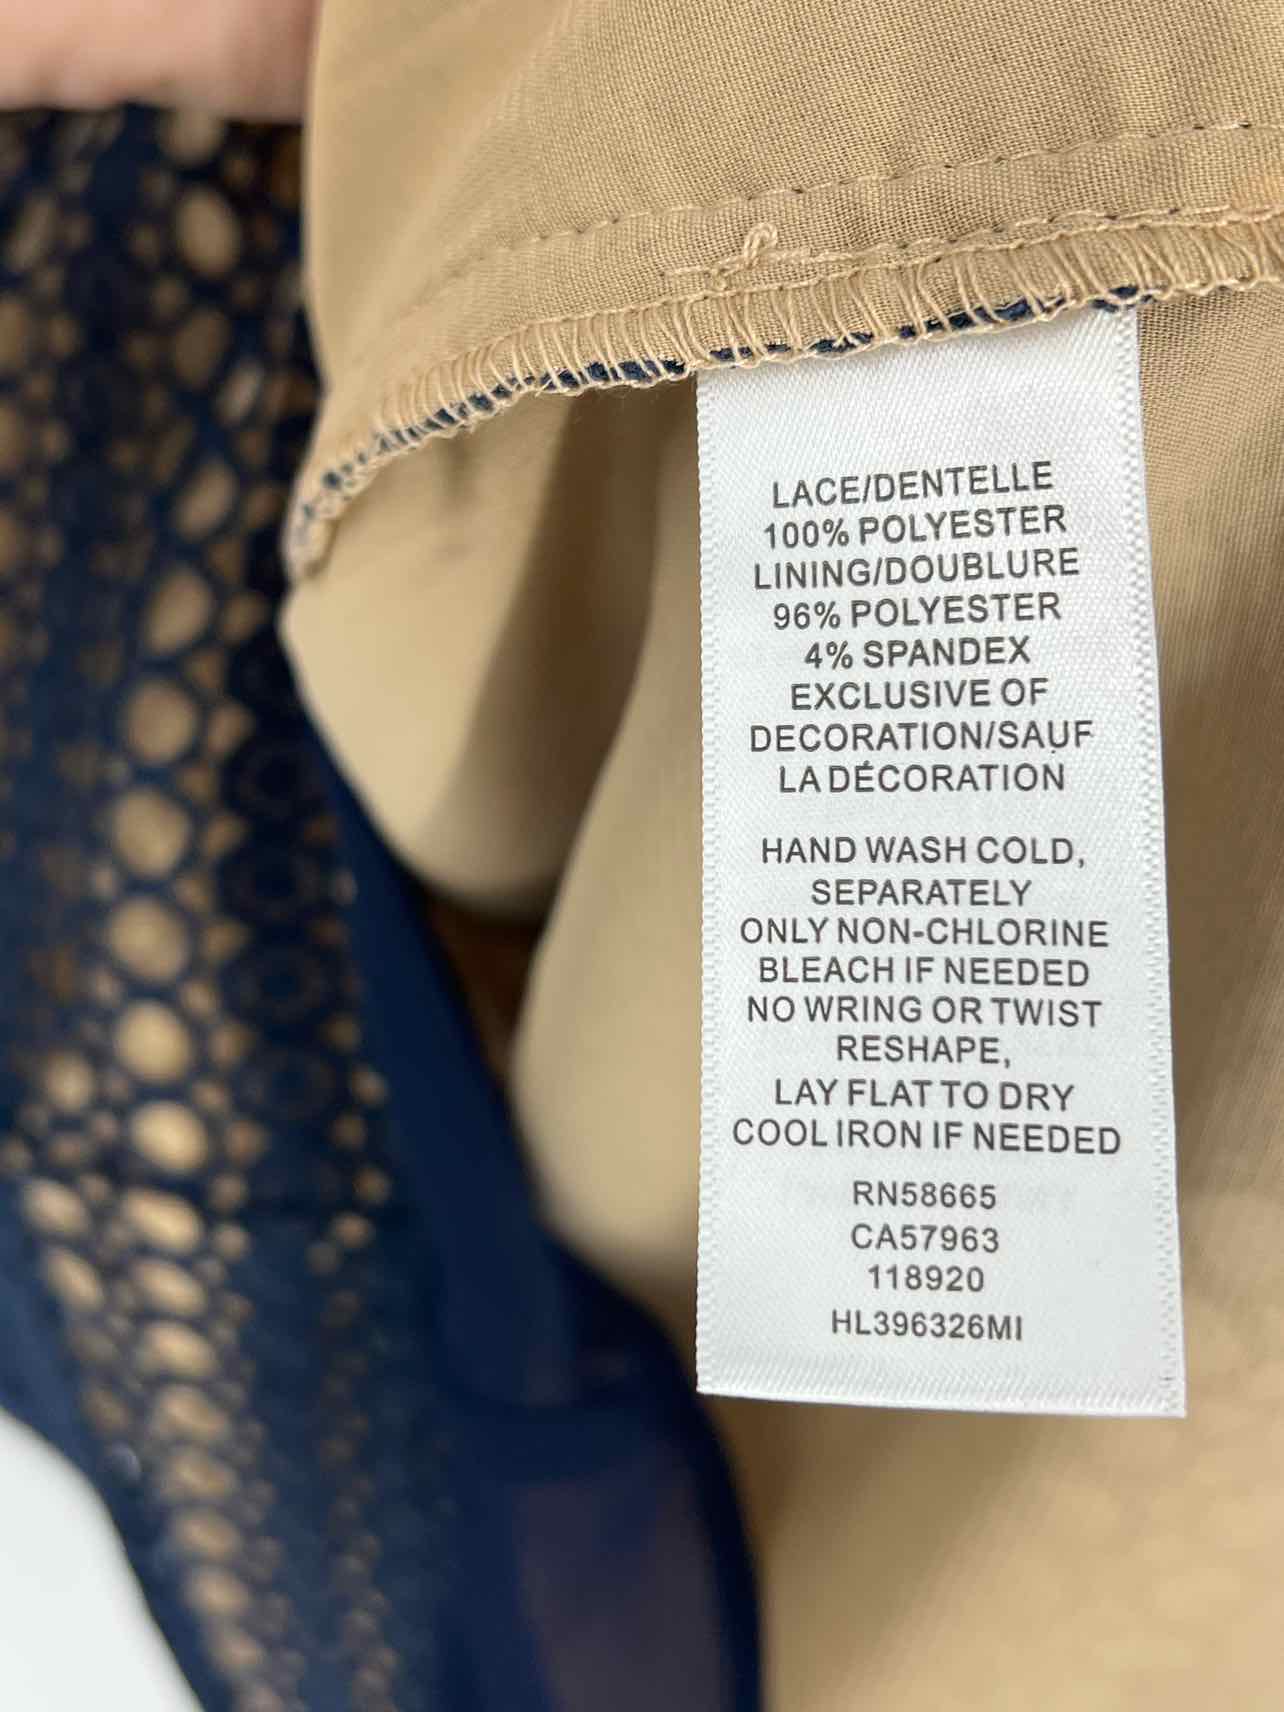 LACE/DENTELLE
100% POLYESTER
LINING/DOUBLURE
96% POLYESTER
4% SPANDEX
EXCLUSIVE OF
DECORATION/SAUF
LA DÉCORATION
HAND WASH COLD,
SEPARATELY
ONLY NON-CHLORINE
BLEACH IF NEEDED
NO WRING OR TWIST
RESHAPE,
LAY FLAT TO DRY
COOL IRON IF NEEDED
RN58665
CA57963
118920
HL396326MI